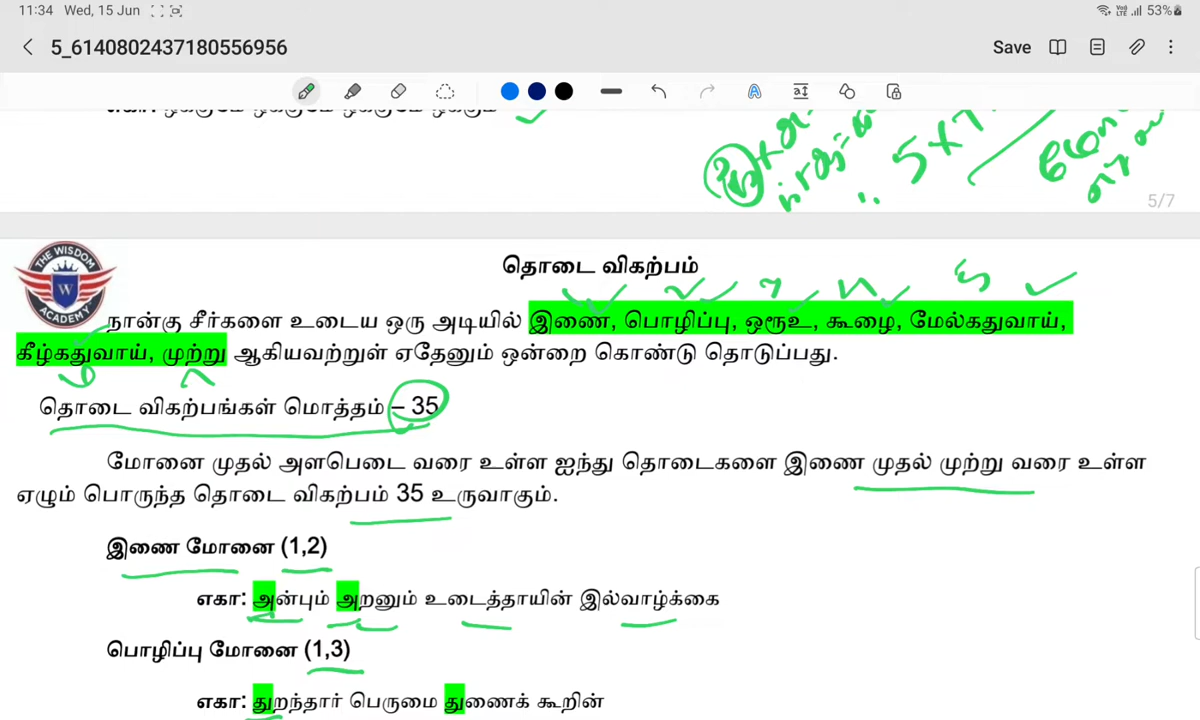 11:34 Wed, 15 Jun 53%
5_6140802437180556956 Save
5x7
5/7
THE WISDOM
W
ACADEMY
தொடை விகற்பம்
நான்கு சீர்களை உடைய ஒரு அடியில் இணை, பொழிப்பு, ஒரூஉ, கூழை, மேல்கதுவாய்,
கீழ்கதுவாய், முற்று ஆகியவற்றுள் ஏதேனும் ஒன்றை கொண்டு தொடுப்பது.
தொடை விகற்பங்கள் மொத்தம் – 35
மோனை முதல் அளபெடை வரை உள்ள ஐந்து தொடைகளை இணை முதல் முற்று வரை உள்ள
ஏழும் பொருந்த தொடை விகற்பம் 35 உருவாகும்.
இணை மோனை (1,2)
எகா: அன்பும் அறனும் உடைத்தாயின் இல்வாழ்க்கை
பொழிப்பு மோனை (1,3)
எகா: துறந்தார் பெருமை துணைக் கூறின்